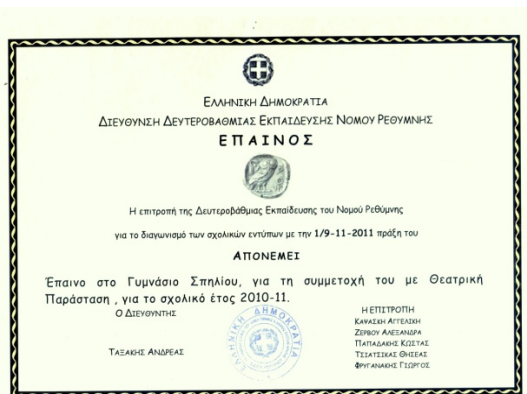 ΕΛΛΗΝΙΚΗ ΔΗΜΟΚΡΑΤΙΑ
ΔΙΕΥΘΥΝΣΗ ΔΕΥΤΕΡΟΒΑΘΜΙΑΣ ΕΚΠΑΙΔΕΥΣΗΣ ΝΟΜΟΥ ΡΕΘΥΜΝΗΣ
ΕΠΑΙΝΟΣ
Η επιτροπή της Δευτεροβάθμιας Εκπαίδευσης του Νομού Ρεθύμνης
για το διαγωνισμό των σχολικών εντύπων με την 1/9-11-2011 πράξη του
ΑΠΟΝΕΜΕΙ
Έπαινο στο Γυμνάσιο Σπηλίου, για τη συμμετοχή του με Θεατρική
Παράσταση , για το σχολικό έτος 2010-11.
Ο ΔΙΕΥΘΥΝΤΗΣ
ΤΑΞΑΚΗΣ ΑΝΔΡΕΑΣ
ΕΛΛΗΝΙΚΗ ΔΗΜΟΚΡΑΤΙΑ
Η ΕΠΙΤΡΟΠΗ
ΚΑΨΑΣΚΗ ΑΓΓΕΛΙΚΗ
ΖΕΡΒΟΥ ΑΛΕΞΑΝΔΡΑ
ΠΑΠΑΔΑΚΗΣ ΚΩΣΤΑΣ
ΤΣΙΑΤΣΙΚΑΣ ΘΗΣΕΑΣ
ΦΡΥΓΑΝΑΚΗΣ ΓΙΩΡΓΟΣ